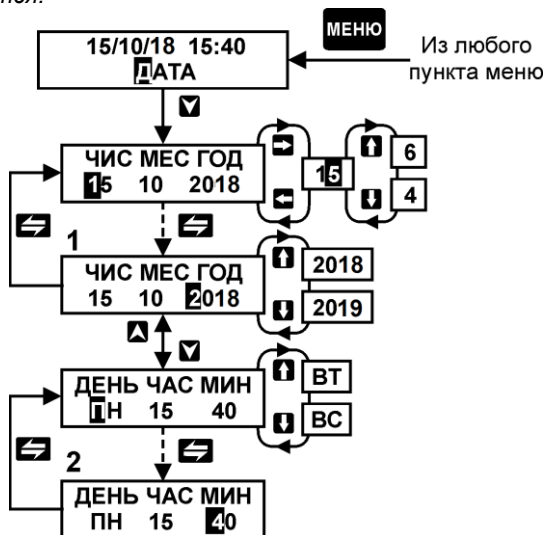 15/10/18 15:40
ДАТА
МЕНЮ
Из любого
пункта меню
ЧИС МЕС ГОД
15 10 2018
15
6
4
1
ЧИС МЕС ГОД
15 10 2018
2018
2019
ДЕНЬ ЧАС МИН
ПН 15 40
ВТ
ВС
2
ДЕНЬ ЧАС МИН
ПН 15 40